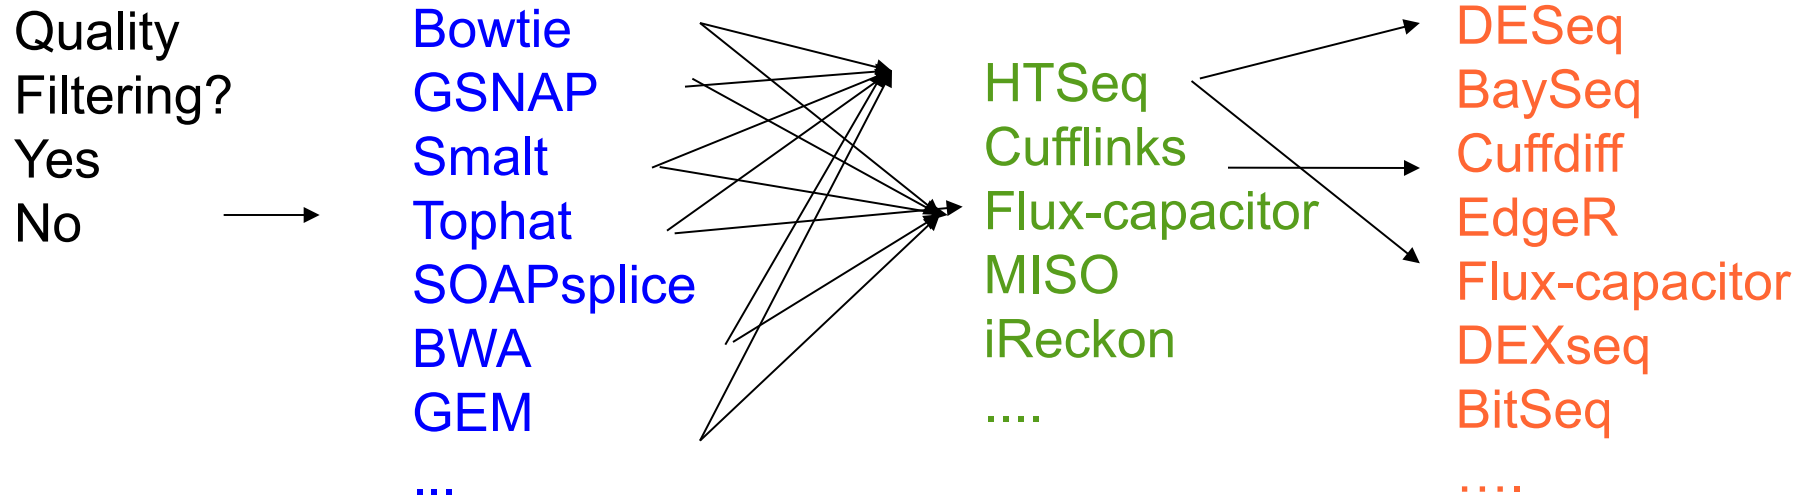 Quality
Filtering?
Yes
No
Bowtie
GSNAP
Smalt
Tophat
SOAPsplice
BWA
GEM
...
HTSeq
Cufflinks
Flux-capacitor
MISO
iReckon
....
DESeq
BaySeq
Cuffdiff
EdgeR
Flux-capacitor
DEXseq
BitSeq
....